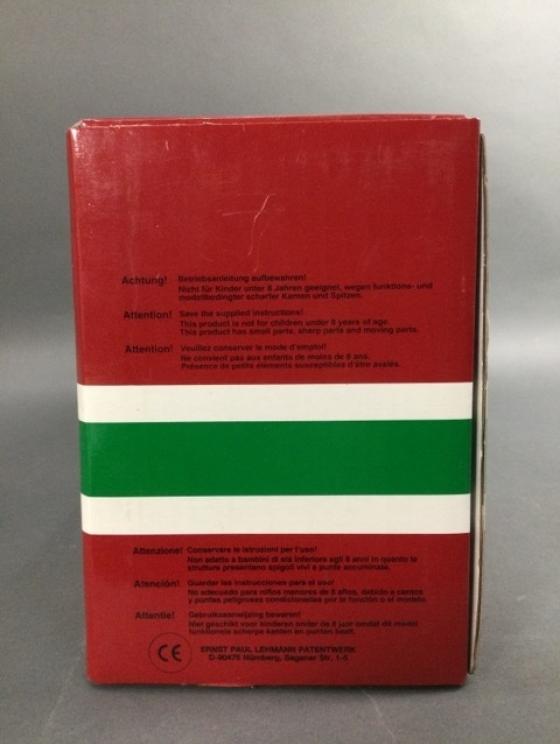 Achtung! Betriebsanleitung aufbewahren!
Nicht für Kinder unter 8 Jahren geeignet, wegen funktions- und
modellbedingter scharfer Kanten und Spitzen.
Attention! Save the supplied instructions!
This product is not for children under 8 years of age.
This product has small parts, sharp parts and moving parts.
Attention! Veuillez conserver le mode d'emploi!
Ne convient pas aux enfants de moins de 8 ans.
Présence de petits éléments susceptibles d'être avalés.
Attenzione! Conservare le istruzioni per l'uso!
Non adatto a bambini di età inferiore agli 8 anni in quanto le
strutture presentano spigoli vivi e punte acuminate.
Atención! Guardar las instrucciones para el uso!
No adecuado para niños menores de 8 años, debido a cantos
y puntas peligrosas condicionadas por la función o el modelo.
Attentie! Gebruiksaanwijzing bewaren!
Niet geschikt voor kinderen onder de 8 jaar omdat dit model
funktionele scherpe kanten en punten bezit.
CE ERNST PAUL LEHMANN PATENTWERK
D-90475 Nürnberg, Saganer Str. 1-5